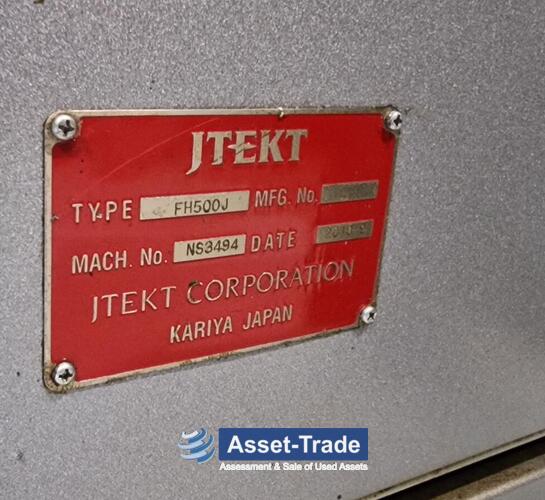 JTEKT
TYPE FH500J MFG. No.
MACH. No. NS3494 DATE
JTEKT CORPORATION
KARIYA JAPAN
Asset-Trade
Assessment & Sale of Used Assets